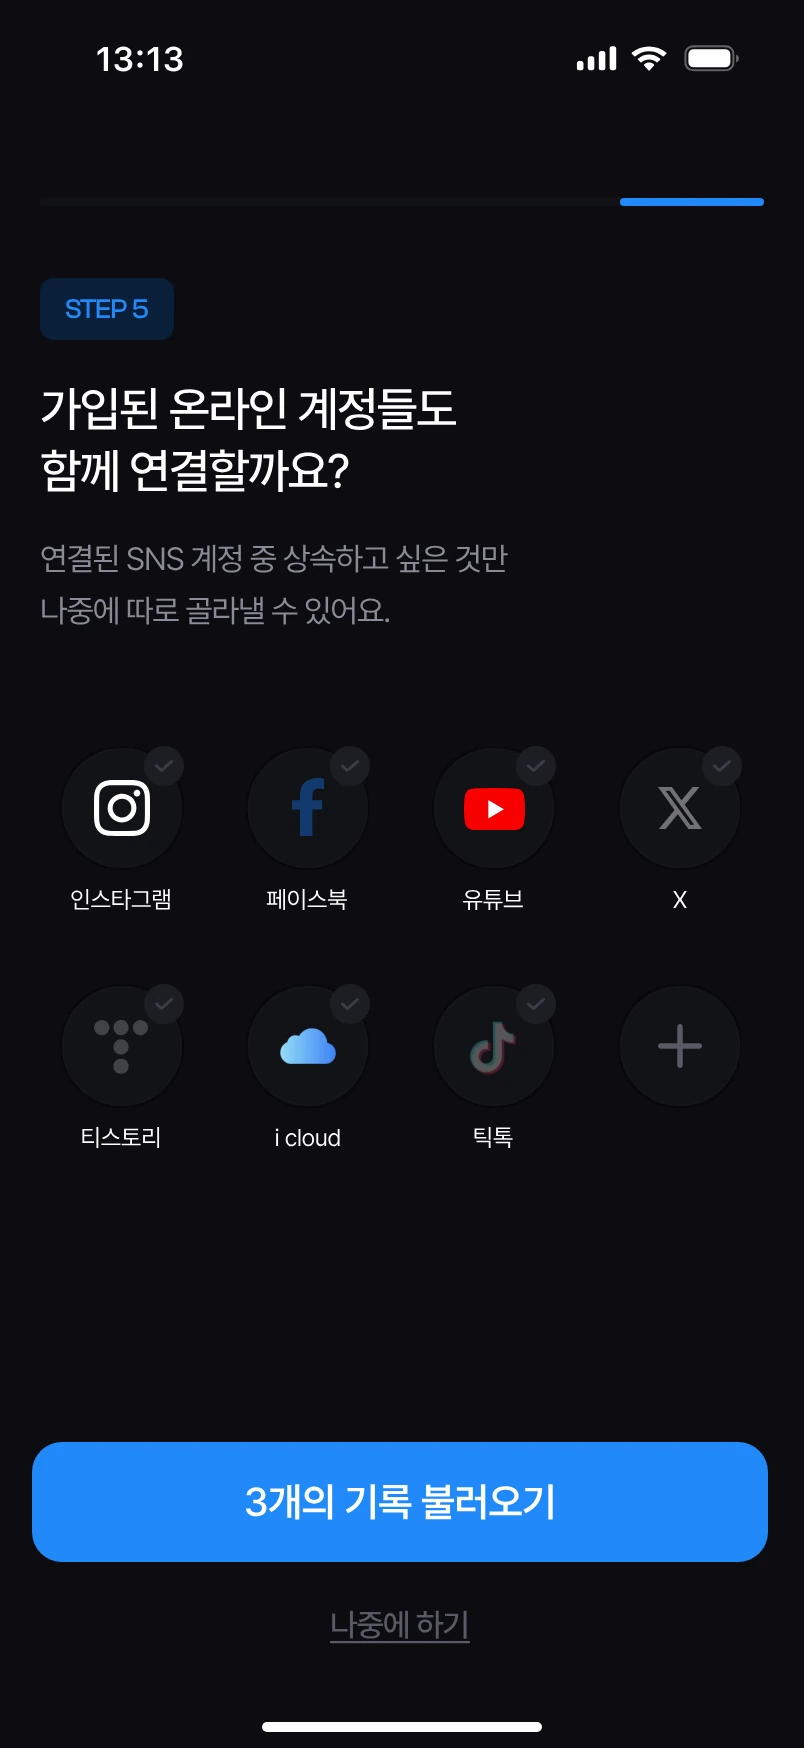 13:13
STEP 5
가입된 온라인 계정들도
함께 연결할까요?
연결된 SNS 계정 중 상속하고 싶은 것만
나중에 따로 골라낼 수 있어요.
인스타그램
페이스북
유튜브
X
티스토리
i cloud
틱톡
3개의 기록 불러오기
나중에 하기